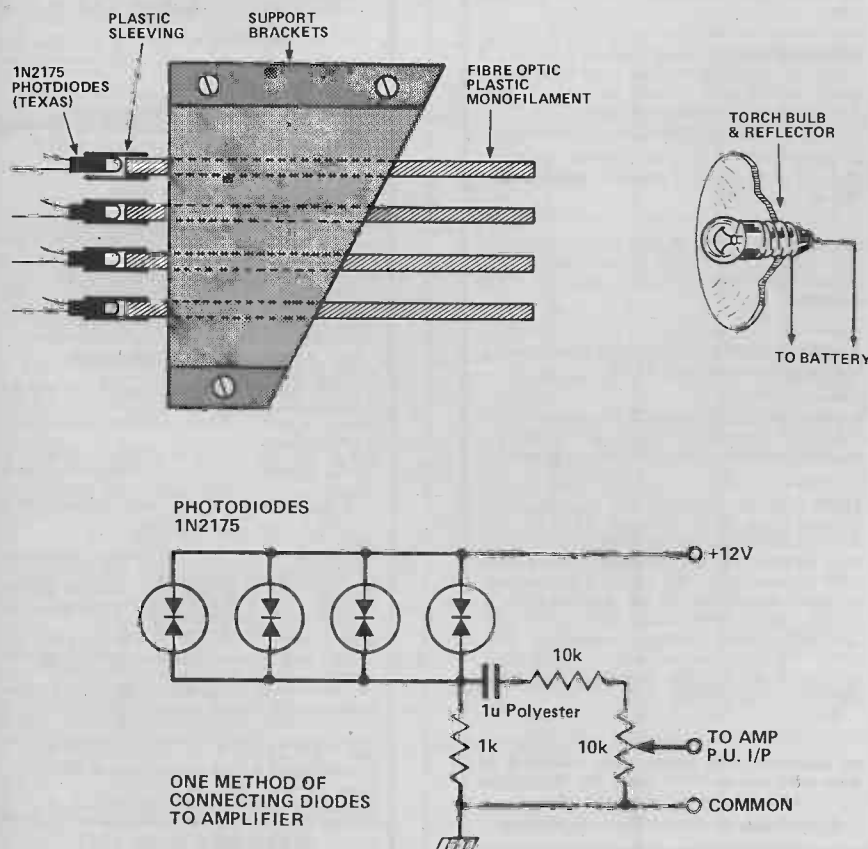 PLASTIC
SLEEVING
SUPPORT
BRACKETS
1N2175
PHOTDIODES
(TEXAS)
FIBRE OPTIC
PLASTIC
MONOFILAMENT
TORCH BULB
& REFLECTOR
TO BATTERY
PHOTODIODES
1N2175
+12V
10k
1u Polyester
1k
10k
TO AMP
P.U. I/P
COMMON
ONE METHOD OF
CONNECTING DIODES
TO AMPLIFIER